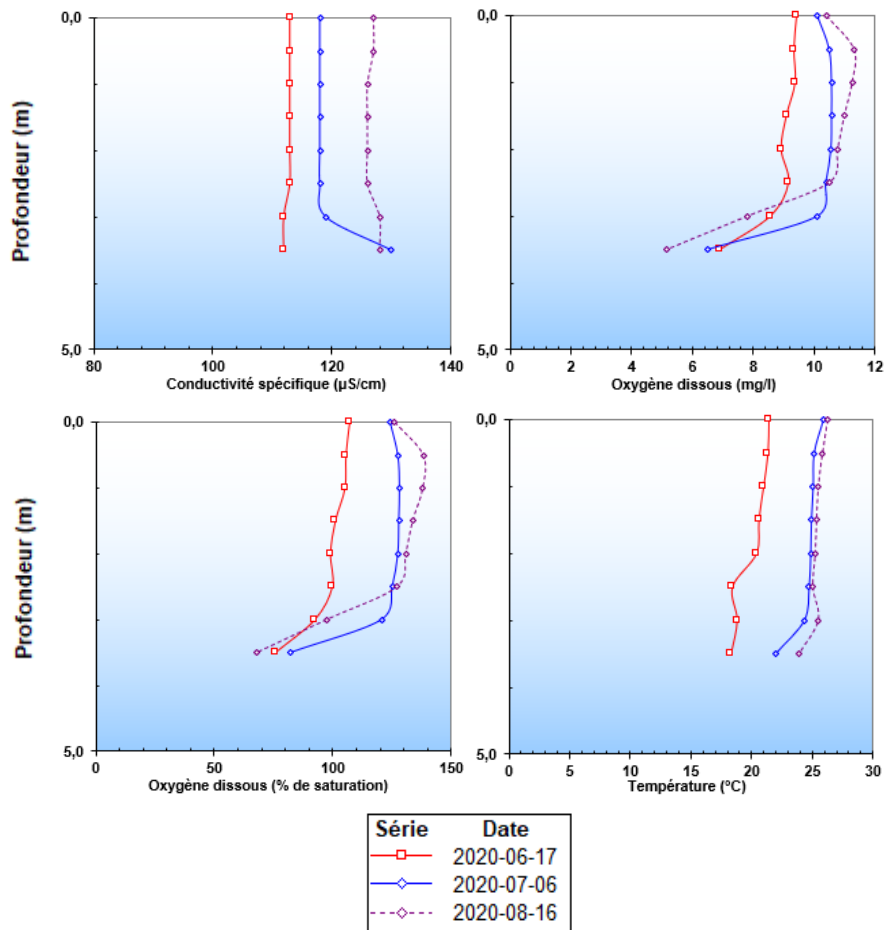 Profondeur (m)
0,0
5,0
80 100 120 140
Conductivité spécifique (µS/cm)
0,0
5,0
0 2 4 6 8 10 12
Oxygène dissous (mg/l)
Profondeur (m)
0,0
5,0
0 50 100 150
Oxygène dissous (% de saturation)
0,0
5,0
0 5 10 15 20 25 30
Température (ºC)
Série Date
2020-06-17
2020-07-06
2020-08-16